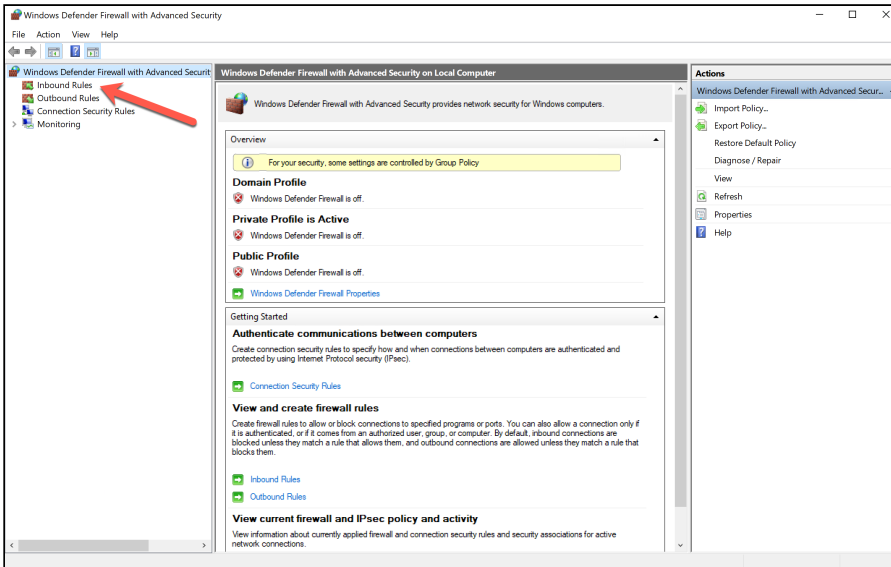 Windows Defender Firewall with Advanced Security
File Action View Help
Windows Defender Firewall with Advanced Securit
Inbound Rules
Outbound Rules
Connection Security Rules
Monitoring
Windows Defender Firewall with Advanced Security on Local Computer
Windows Defender Firewall with Advanced Security provides network security for Windows computers.
Overview
For your security, some settings are controlled by Group Policy
Domain Profile
Windows Defender Firewall is off.
Private Profile is Active
Windows Defender Firewall is off.
Public Profile
Windows Defender Firewall is off.
Windows Defender Firewall Properties
Getting Started
Authenticate communications between computers
Create connection security rules to specify how and when connections between computers are authenticated and
protected by using Internet Protocol security (IPsec).
Connection Security Rules
View and create firewall rules
Create firewall rules to allow or block connections to specified programs or ports. You can also allow a connection only if
it is authenticated, or if it comes from an authorized user, group, or computer. By default, inbound connections are
blocked unless they match a rule that allows them, and outbound connections are allowed unless they match a rule that
blocks them.
Inbound Rules
Outbound Rules
View current firewall and IPsec policy and activity
View information about currently applied firewall and connection security rules and security associations for active
network connections.
Actions
Windows Defender Firewall with Advanced Secur...
Import Policy...
Export Policy...
Restore Default Policy
Diagnose / Repair
View
Refresh
Properties
Help